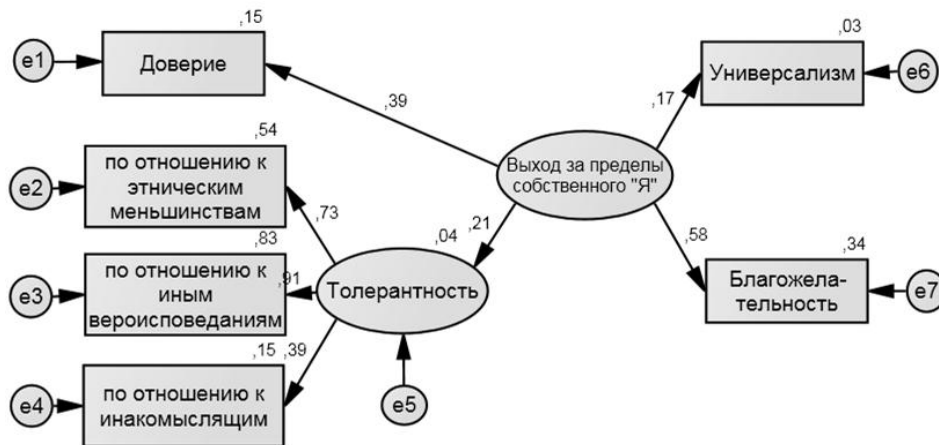 ,15
e1
Доверие
,39
,03
Универсализм
e6
,17
Выход за пределы
собственного "Я"
,54
e2
по отношению к
этническим
меньшинствам
,73
,21
,04
Толерантность
,58
,34
Благожела-
тельность
e7
,83
e3
по отношению к
иным
вероисповеданиям
,91
,15
,39
e4
по отношению к
инакомыслящим
e5